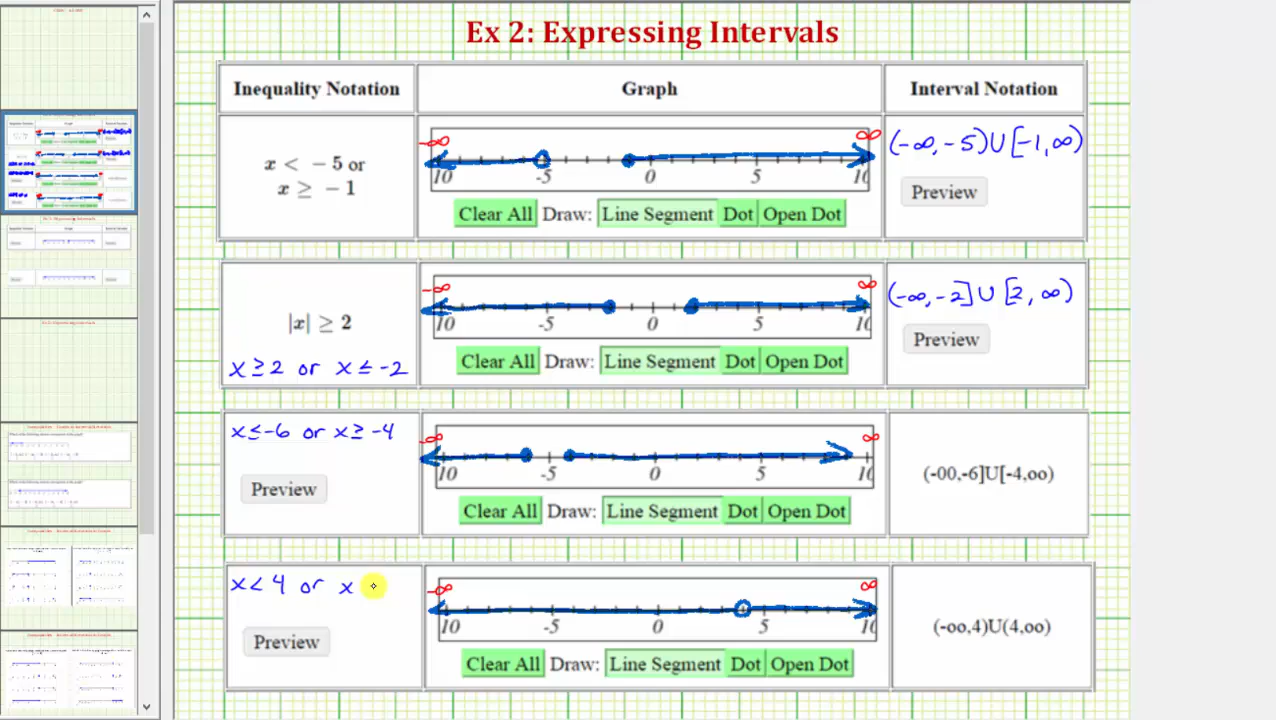 Ex 2: Expressing Intervals
Inequality Notation Graph Interval Notation
x < − 5 or
x ≥ − 1
-∞ ∞
10 -5 0 5 10
Clear All Draw: Line Segment Dot Open Dot
(-∞, -5)U[-1,∞)
Preview
|x| ≥ 2
x ≥ 2 or x ≤ -2
-∞ ∞
10 -5 0 5 10
Clear All Draw: Line Segment Dot Open Dot
(-∞, -2]U[2, ∞)
Preview
x≤-6 or x≥-4
Preview
-∞ ∞
10 -5 0 5 10
Clear All Draw: Line Segment Dot Open Dot
(-00,-6]U[-4,oo)
x< 4 or x
Preview
-∞ ∞
10 -5 0 5 10
Clear All Draw: Line Segment Dot Open Dot
(-oo,4)U(4,oo)